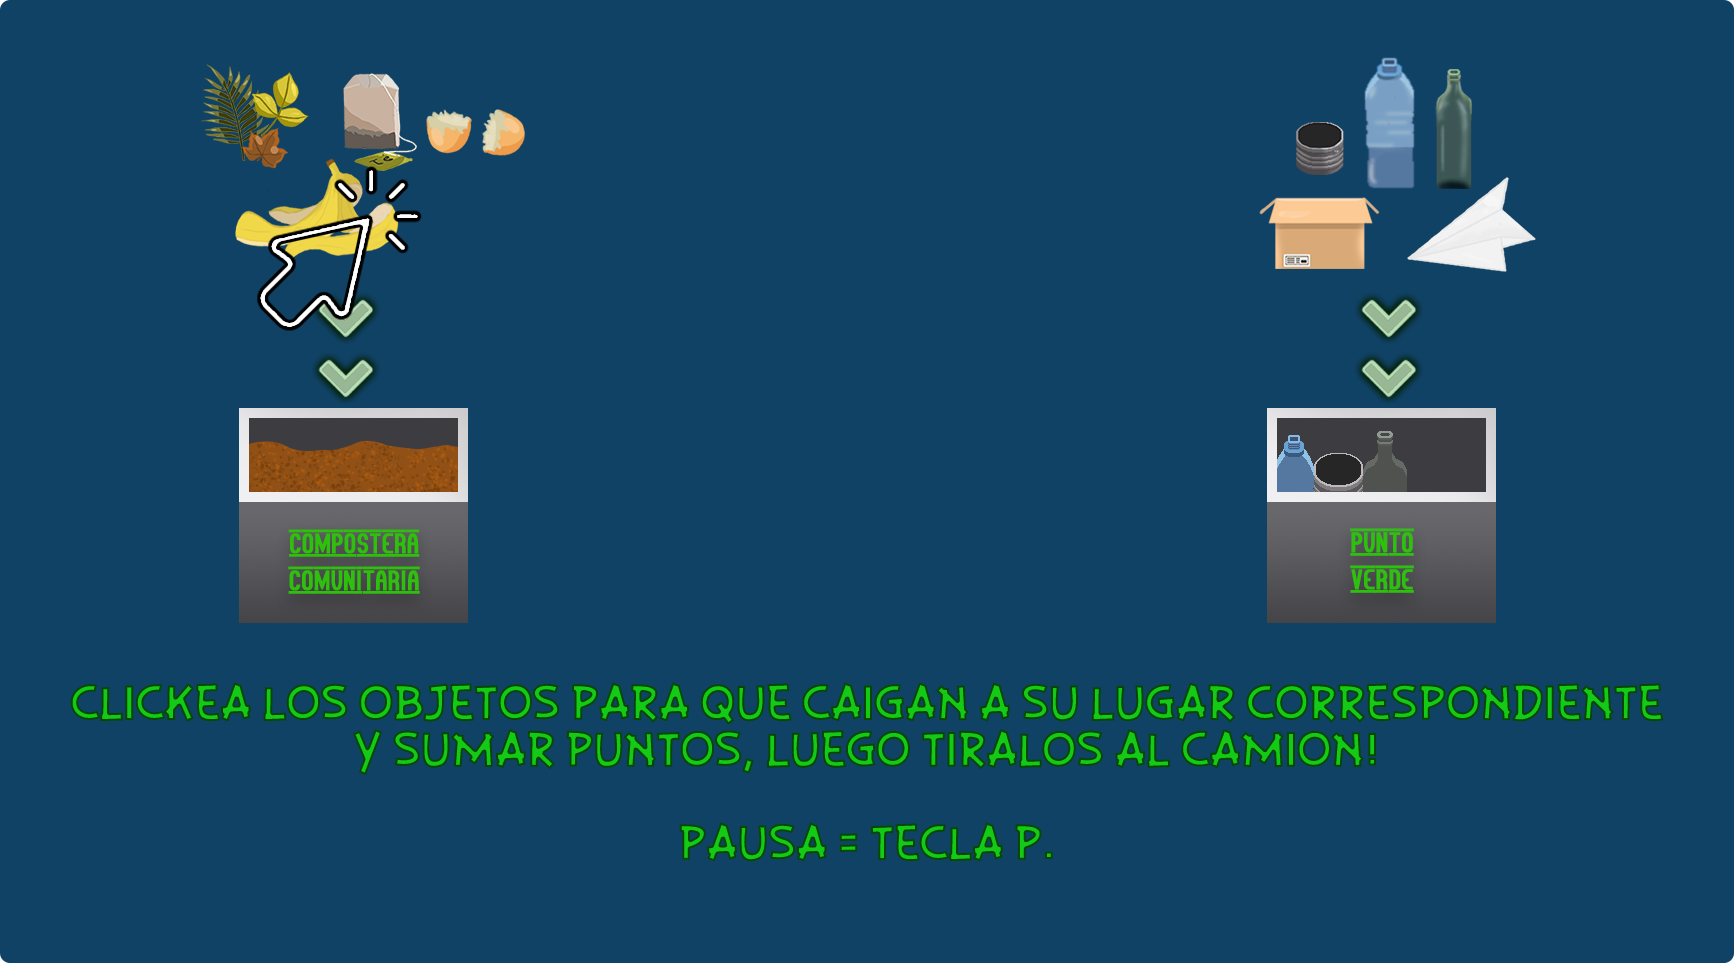 COMPOSTERA
COMUNITARIA
PUNTO
VERDE
CLICKEA LOS OBJETOS PARA QUE CAIGAN A SU LUGAR CORRESPONDIENTE
Y SUMAR PUNTOS, LUEGO TIRALOS AL CAMION!
PAUSA = TECLA P.